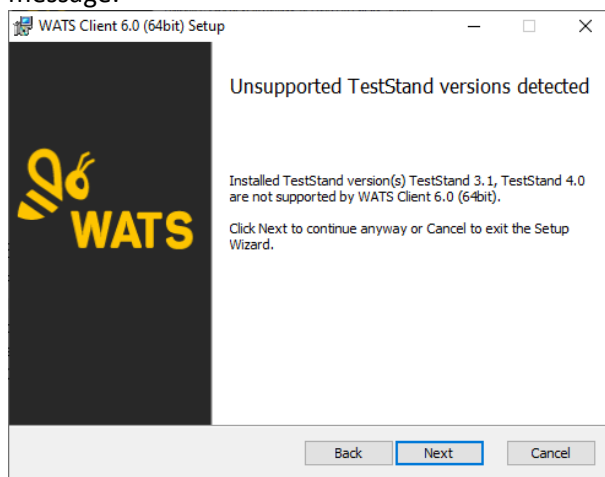 message:
WATS Client 6.0 (64bit) Setup
Unsupported TestStand versions detected
WATS
Installed TestStand version(s) TestStand 3.1, TestStand 4.0
are not supported by WATS Client 6.0 (64bit).
Click Next to continue anyway or Cancel to exit the Setup
Wizard.
Back Next Cancel